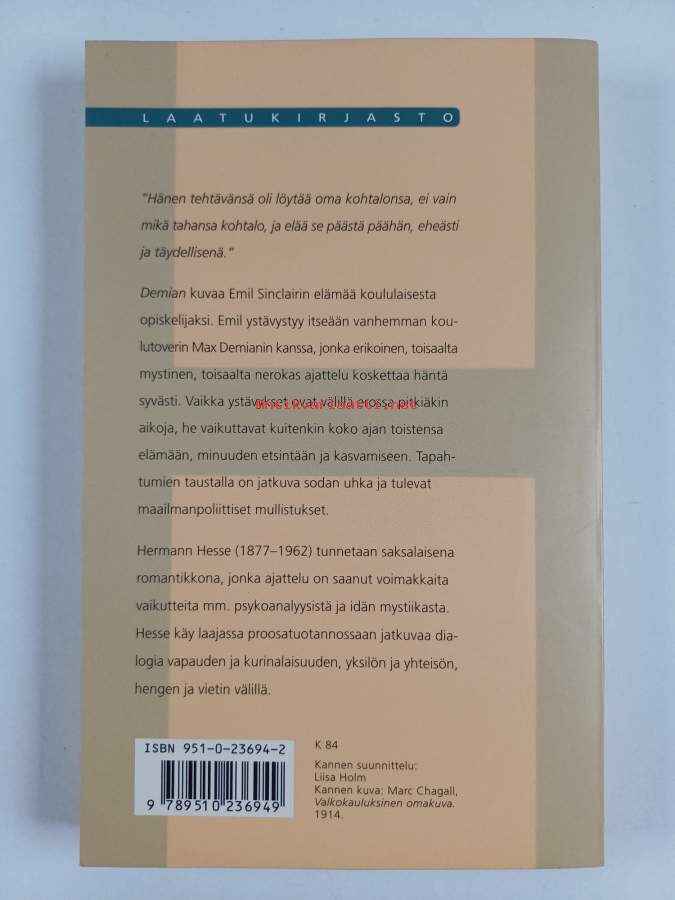 LAATUKIRJASTO
"Hänen tehtävänsä oli löytää oma kohtalonsa, ei vain
mikä tahansa kohtalo, ja elää se päästä päähän, eheästi
ja täydellisenä."
Demian kuvaa Emil Sinclairin elämää koululaisesta
opiskelijaksi. Emil ystävystyy itseään vanhemman kou-
lutoverin Max Demianin kanssa, jonka erikoinen, toisaalta
mystinen, toisaalta nerokas ajattelu koskettaa häntä
syvästi. Vaikka ystävykset ovat välillä erossa pitkiäkin
antikvariaatti.net
aikoja, he vaikuttavat kuitenkin koko ajan toistensa
elämään, minuuden etsintään ja kasvamiseen. Tapah-
tumien taustalla on jatkuva sodan uhka ja tulevat
maailmanpoliittiset mullistukset.
Hermann Hesse (1877–1962) tunnetaan saksalaisena
romantikkona, jonka ajattelu on saanut voimakkaita
vaikutteita mm. psykoanalyysistä ja idän mystiikasta.
Hesse käy laajassa proosatuotannossaan jatkuvaa dia-
logia vapauden ja kurinalaisuuden, yksilön ja yhteisön,
hengen ja vietin välillä.
ISBN 951-0-23694-2
9 789510 236949
K 84
Kannen suunnittelu:
Liisa Holm
Kannen kuva: Marc Chagall,
Valkokauluksinen omakuva.
1914.